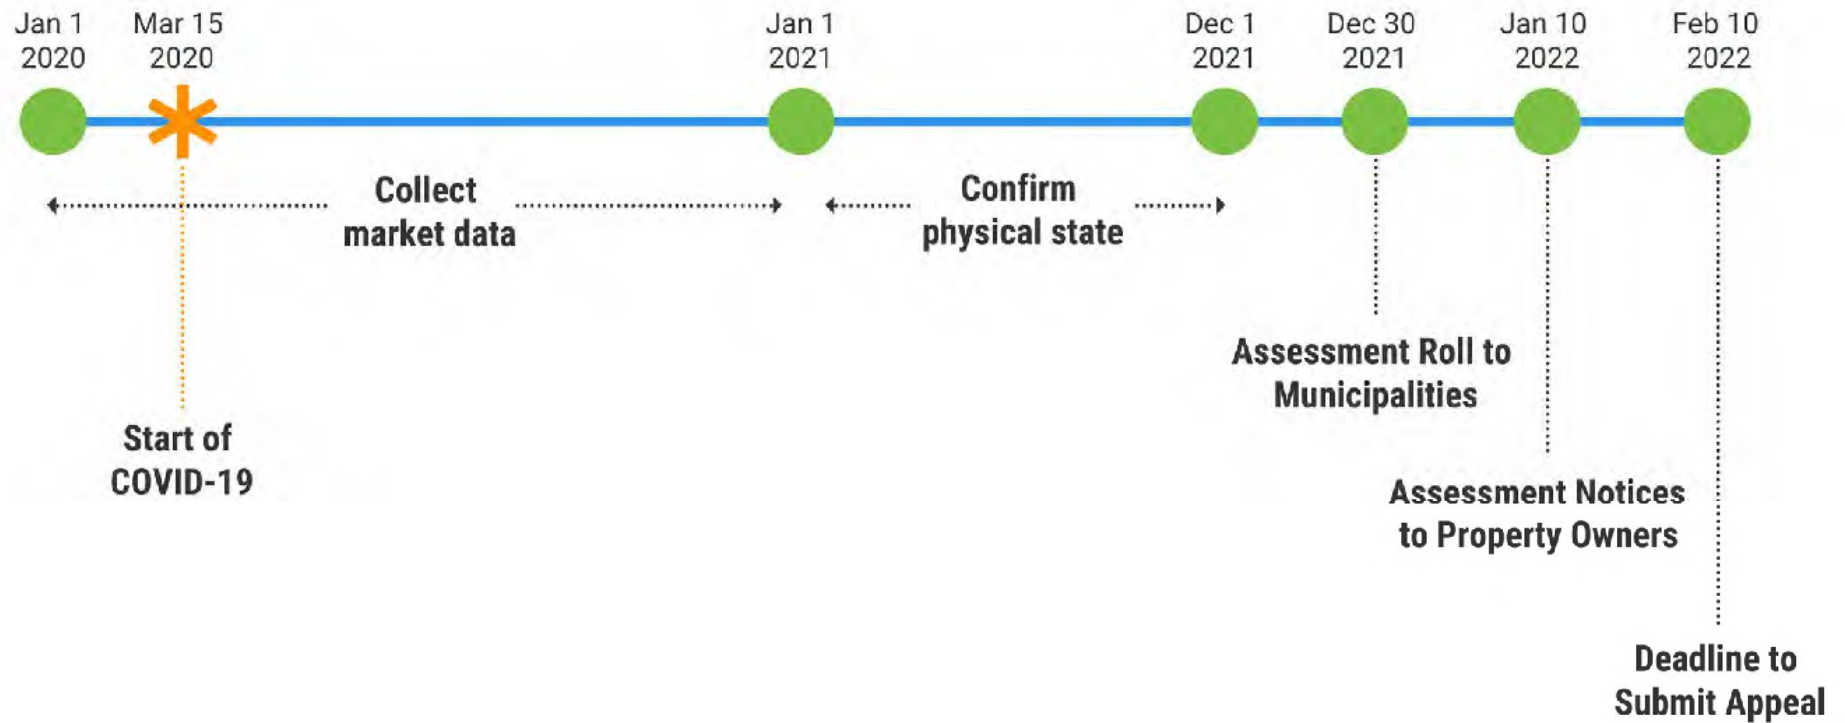 Jan 1
2020
Mar 15
2020
Jan 1
2021
Dec 1
2021
Dec 30
2021
Jan 10
2022
Feb 10
2022
Collect
market data
Confirm
physical state
Start of
COVID-19
Assessment Roll to
Municipalities
Assessment Notices
to Property Owners
Deadline to
Submit Appeal